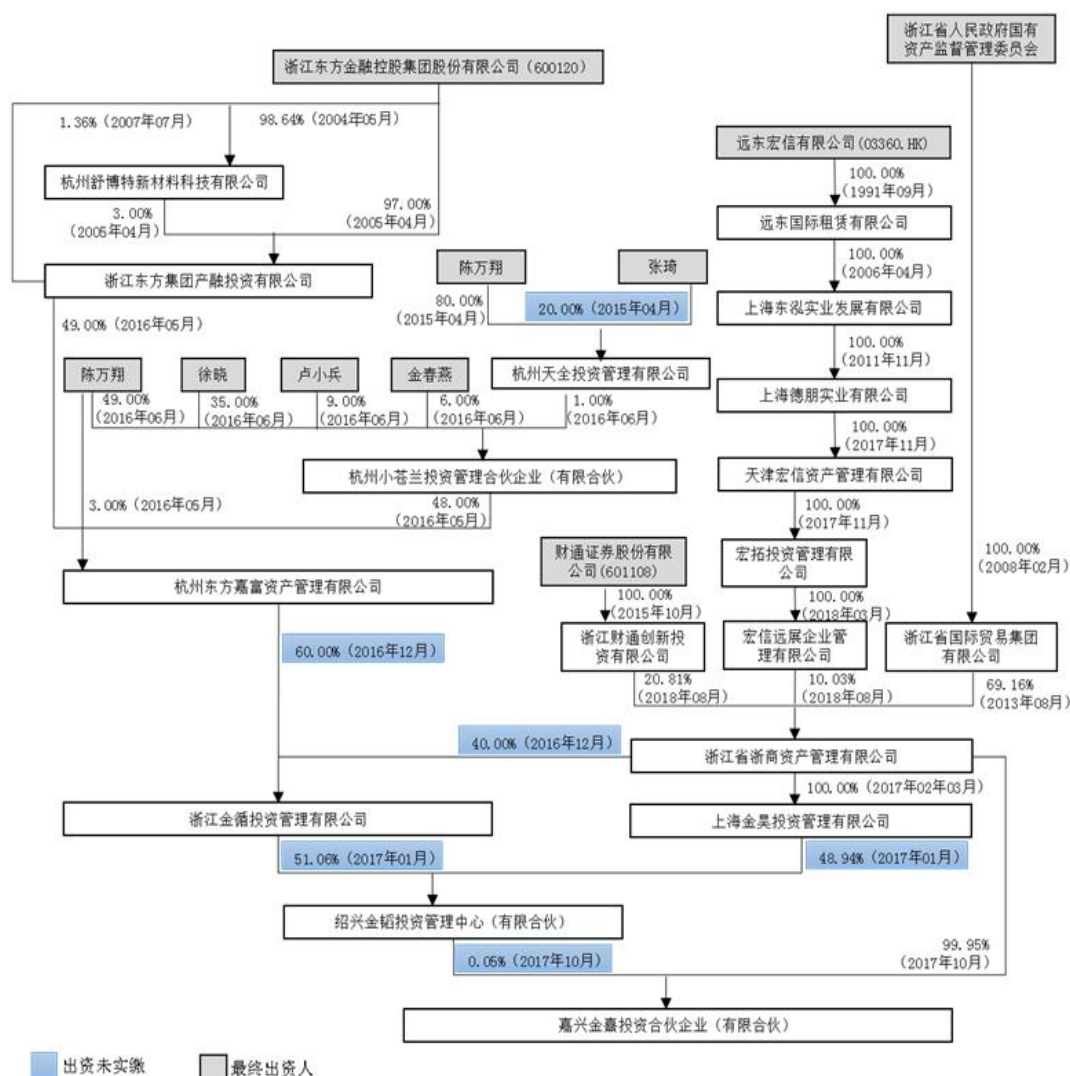 浙江省人民政府国有
资产监督管理委员会
浙江东方金融控股集团股份有限公司（600120）
1.36%（2007年07月）
98.64%（2004年05月）
远东宏信有限公司(03360.HK)
100.00%
(1991年09月)
杭州舒博特新材料科技有限公司
3.00%
(2005年04月)
97.00%
(2005年04月)
远东国际租赁有限公司
100.00%
(2006年04月)
浙江东方集团产融投资有限公司
陈万翔
张琦
80.00%
(2015年04月)
20.00%（2015年04月）
上海东泓实业发展有限公司
100.00%
(2011年11月)
49.00%（2016年05月）
陈万翔
徐晓
卢小兵
金春燕
杭州天全投资管理有限公司
上海德朋实业有限公司
49.00%
(2016年06月)
35.00%
(2016年06月)
9.00%
(2016年06月)
6.00%
(2016年06月)
1.00%
(2016年06月)
100.00%
(2017年11月)
杭州小苍兰投资管理合伙企业（有限合伙）
天津宏信资产管理有限公司
3.00%（2016年05月）
48.00%
(2016年05月)
100.00%
(2017年11月)
财通证券股份有限
公司(601108)
宏拓投资管理有限
公司
100.00%
(2008年02月)
杭州东方嘉富资产管理有限公司
100.00%
(2015年10月)
100.00%
(2018年03月)
浙江财通创新投
资有限公司
宏信远展企业管
理有限公司
浙江省国际贸易集团
有限公司
60.00%（2016年12月）
20.81%
(2018年08月)
10.03%
(2018年08月)
69.16%
(2013年08月)
40.00%（2016年12月）
浙江省浙商资产管理有限公司
100.00%（2017年02年03月）
浙江金循投资管理有限公司
上海金昊投资管理有限公司
51.06%（2017年01月）
48.94%（2017年01月）
绍兴金韬投资管理中心（有限合伙）
0.05%（2017年10月）
99.95%
(2017年10月)
嘉兴金嘉投资合伙企业（有限合伙）
出资未实缴
最终出资人